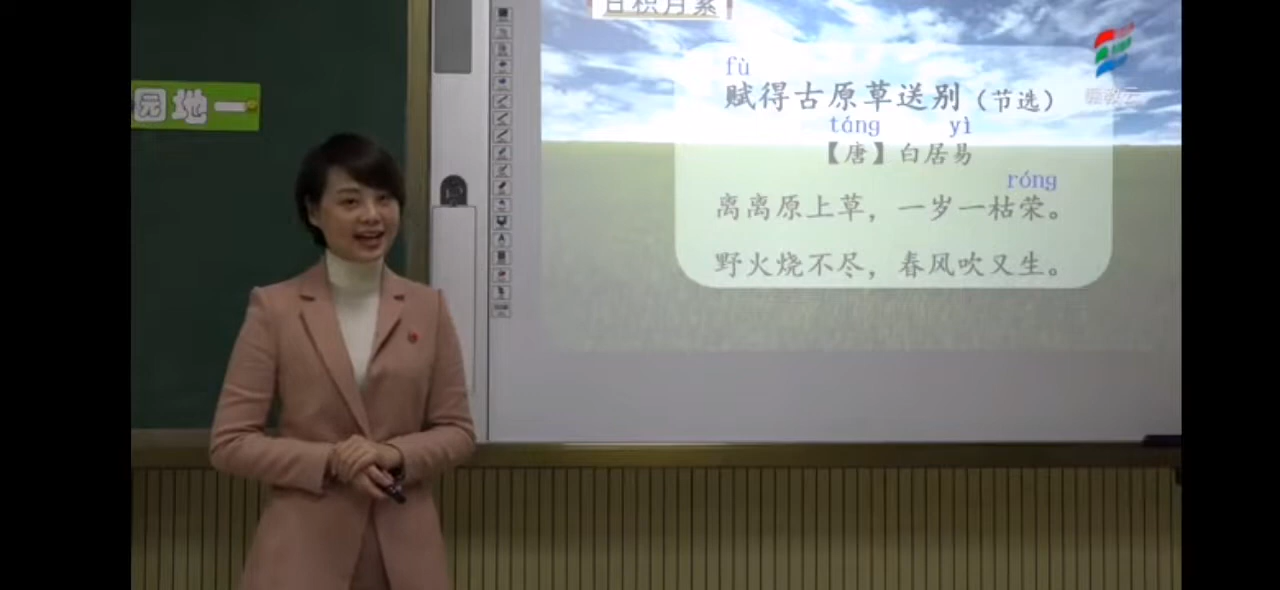 园地一
日积月累
fù
赋得古原草送别（节选）
táng yì
【唐】白居易
róng
离离原上草，一岁一枯荣。
野火烧不尽，春风吹又生。